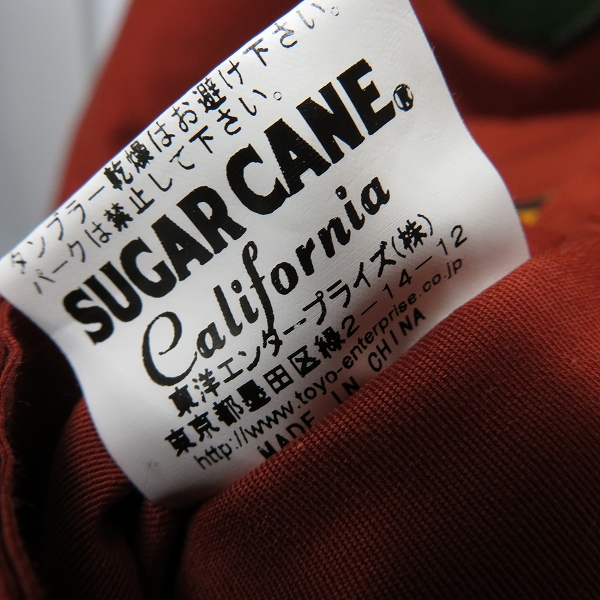 タンブラー乾燥はお避け下さい。
パークは禁止して下さい。
SUGAR CANE®
California
東洋エンタープライズ(株)
東京都墨田区緑2―14―12
http://www.toyo-enterprise.co.jp
MADE IN CHINA